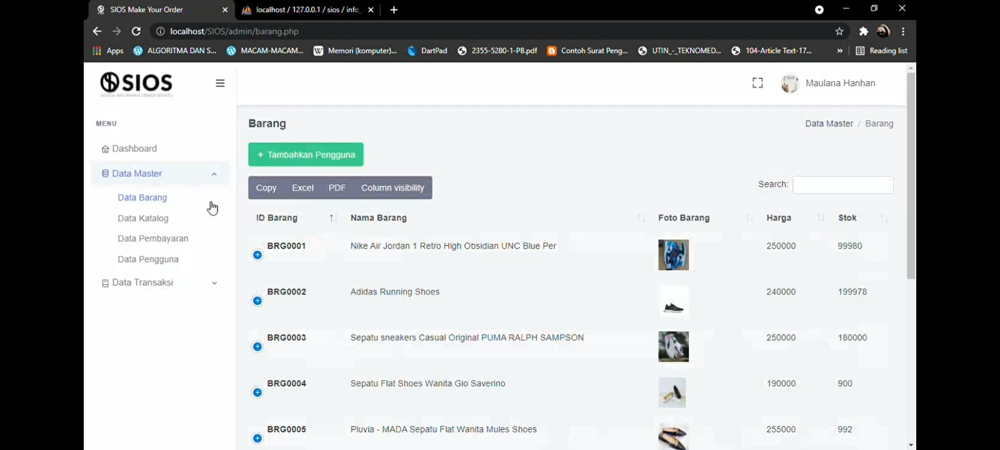 SIOS Make Your Order
localhost / 127.0.0.1 / sios / info_
localhost/SIOS/admin/barang.php
Apps
ALGORITMA DAN S...
MACAM-MACAM...
Memori (komputer)...
DartPad
2355-5280-1-PB.pdf
Contoh Surat Peng...
UTIN_-_TEKNOMED...
104-Article Text-17...
»
Reading list
SIOS
SISTEM INFORMASI ORDER SEPATU
Maulana Hanhan
MENU
Dashboard
Data Master
Data Barang
Data Katalog
Data Pembayaran
Data Pengguna
Data Transaksi
Barang
Data Master / Barang
+ Tambahkan Pengguna
Copy Excel PDF Column visibility
Search:
ID Barang Nama Barang Foto Barang Harga Stok
BRG0001 Nike Air Jordan 1 Retro High Obsidian UNC Blue Per 250000 99980
BRG0002 Adidas Running Shoes 240000 199978
BRG0003 Sepatu sneakers Casual Original PUMA RALPH SAMPSON 250000 180000
BRG0004 Sepatu Flat Shoes Wanita Gio Saverino 190000 900
BRG0005 Pluvia - MADA Sepatu Flat Wanita Mules Shoes 255000 992